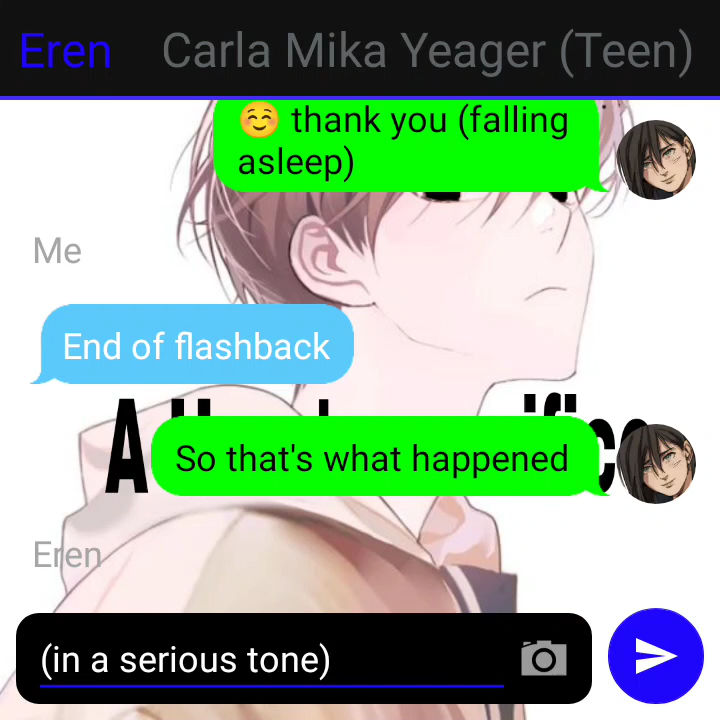 Eren Carla Mika Yeager (Teen)
☺️ thank you (falling
asleep)
Me
End of flashback
So that's what happened
Eren
(in a serious tone)